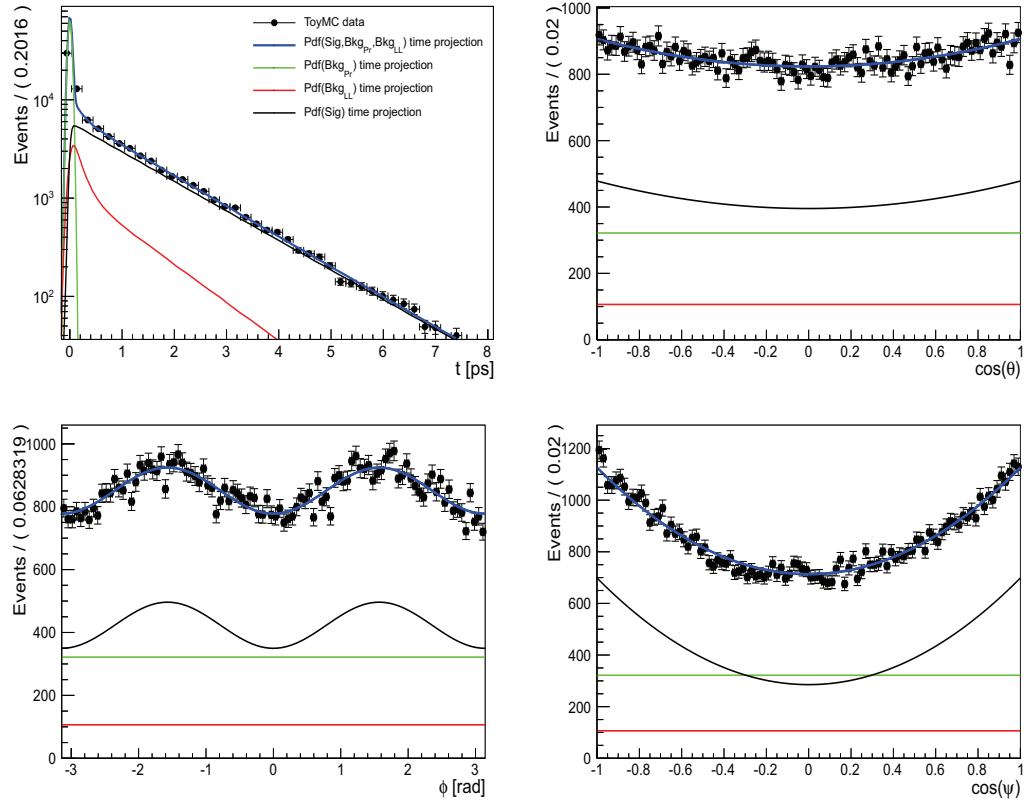 Events / ( 0.2016 )
10^4
10^3
10^2
ToyMC data
Pdf(Sig,Bkg_Pr,Bkg_LL) time projection
Pdf(Bkg_Pr) time projection
Pdf(Bkg_LL) time projection
Pdf(Sig) time projection
0 1 2 3 4 5 6 7 8
t [ps]
Events / ( 0.02 )
1000
800
600
400
200
0
-1 -0.8 -0.6 -0.4 -0.2 0 0.2 0.4 0.6 0.8 1
cos(θ)
Events / ( 0.0628319 )
1000
800
600
400
200
0
-3 -2 -1 0 1 2 3
ϕ [rad]
Events / ( 0.02 )
1200
1000
800
600
400
200
0
-1 -0.8 -0.6 -0.4 -0.2 0 0.2 0.4 0.6 0.8 1
cos(ψ)